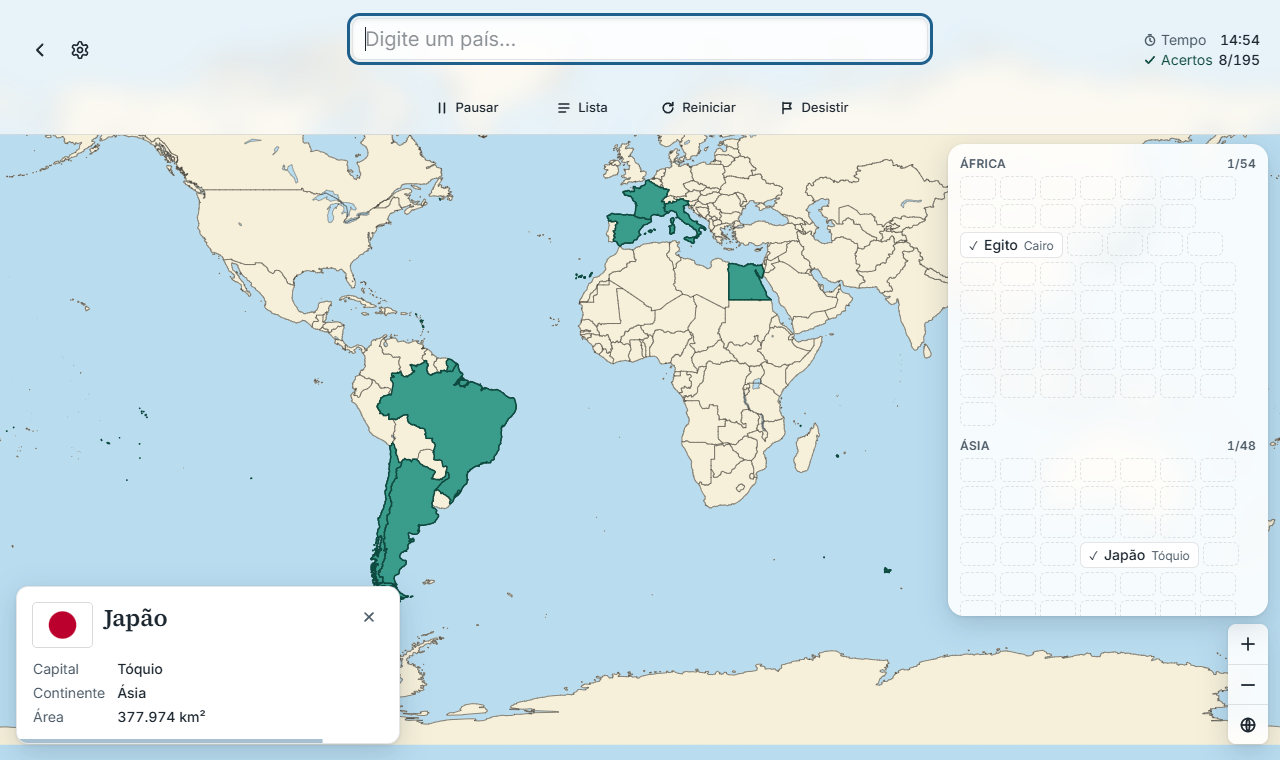 Digite um país...
Tempo 14:54
Acertos 8/195
Pausar Lista Reiniciar Desistir
ÁFRICA 1/54
✓ Egito Cairo
ÁSIA 1/48
✓ Japão Tóquio
Japão
Capital Tóquio
Continente Ásia
Área 377.974 km²